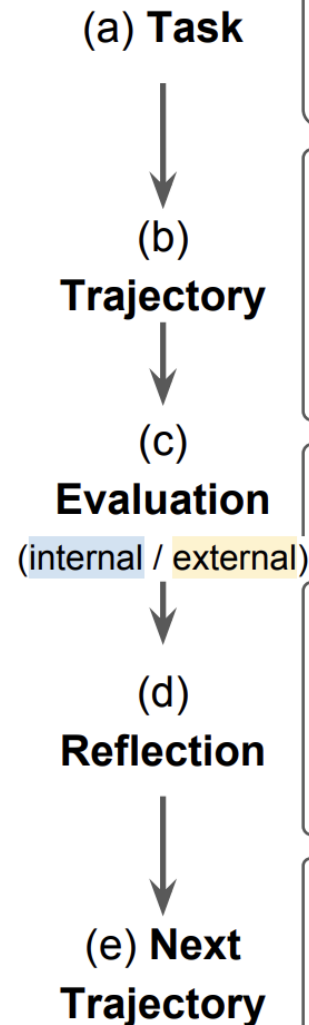 (a) Task
(b)
Trajectory
(c)
Evaluation
(internal / external)
(d)
Reflection
(e) Next
Trajectory